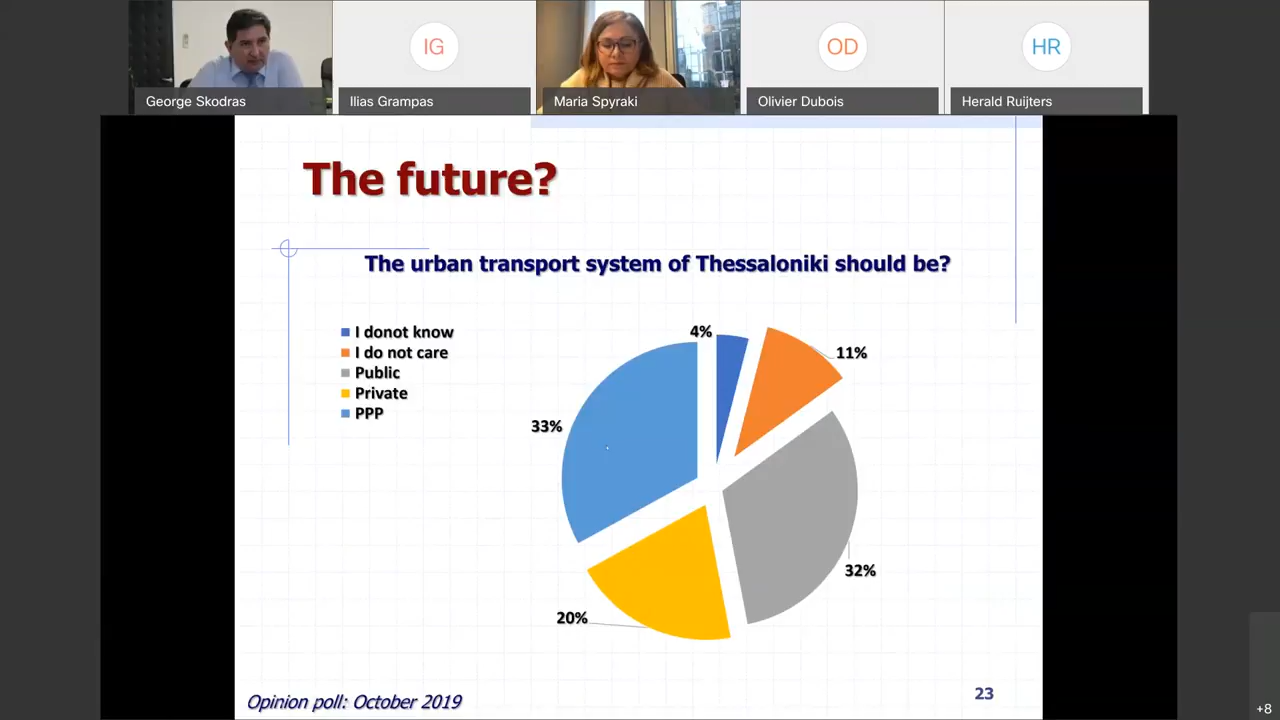 IG
OD
HR
George Skodras
Ilias Grampas
Maria Spyraki
Olivier Dubois
Herald Ruijters
The future?
The urban transport system of Thessaloniki should be?
I donot know
I do not care
Public
Private
PPP
4%
11%
33%
32%
20%
Opinion poll: October 2019
23
+8